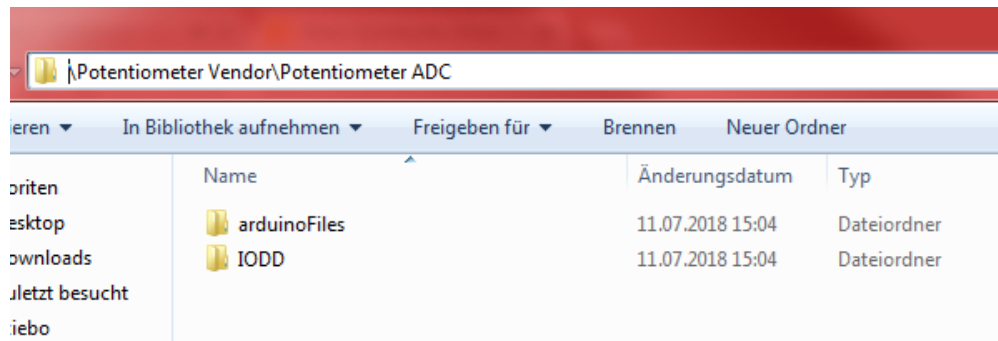 \Potentiometer Vendor\Potentiometer ADC
ieren In Bibliothek aufnehmen Freigeben für Brennen Neuer Ordner
oriten
esktop
ownloads
uletzt besucht
iebo
Name Änderungsdatum Typ
arduinoFiles 11.07.2018 15:04 Dateiordner
IODD 11.07.2018 15:04 Dateiordner